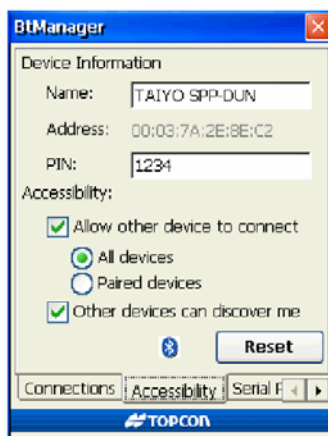 BtManager
Device Information
Name: TAIYO SPP-DUN
Address: 00:03:7A:2E:8E:C2
PIN: 1234
Accessibility:
Allow other device to connect
All devices
Paired devices
Other devices can discover me
Reset
Connections Accessibility Serial P
TOPCON